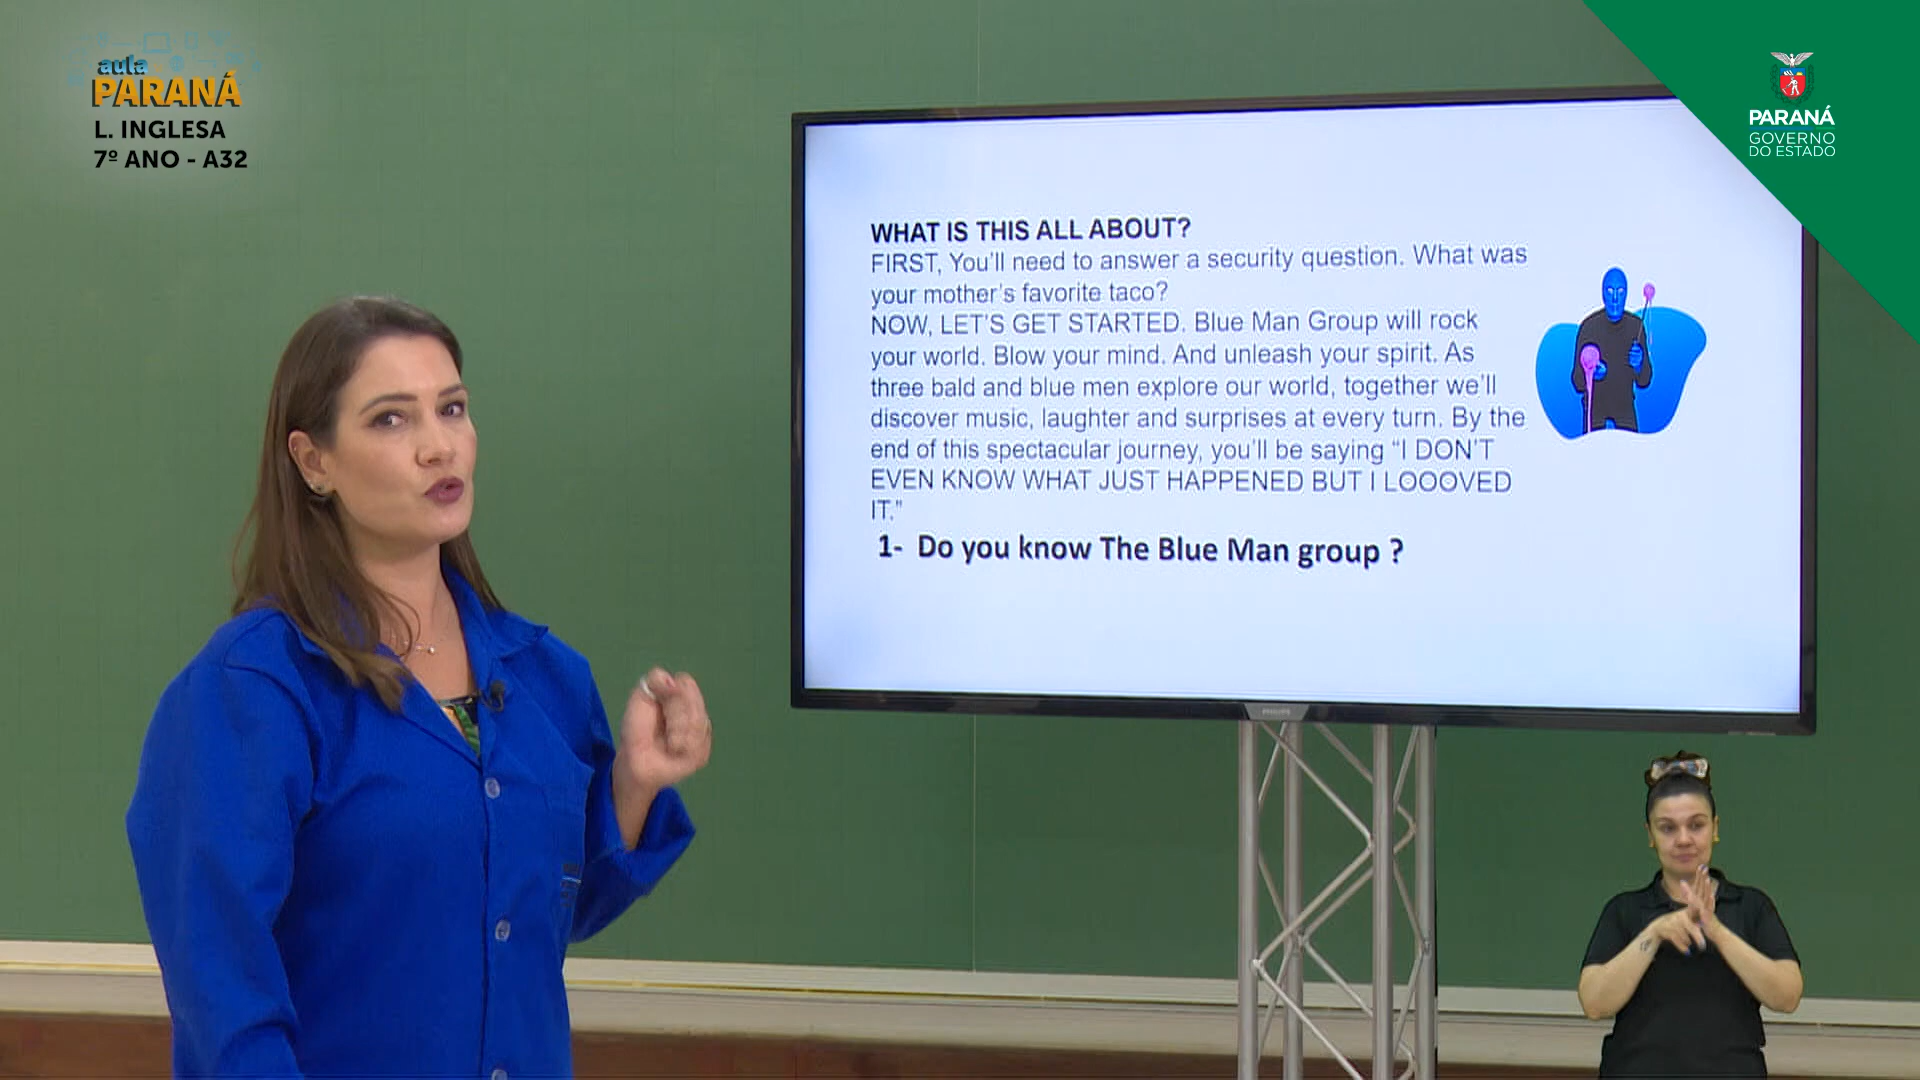 aula
PARANÁ
L. INGLESA
7º ANO - A32
PARANÁ
GOVERNO
DO ESTADO
WHAT IS THIS ALL ABOUT?
FIRST, You'll need to answer a security question. What was
your mother's favorite taco?
NOW, LET'S GET STARTED. Blue Man Group will rock
your world. Blow your mind. And unleash your spirit. As
three bald and blue men explore our world, together we'll
discover music, laughter and surprises at every turn. By the
end of this spectacular journey, you'll be saying “I DON'T
EVEN KNOW WHAT JUST HAPPENED BUT I LOOOVED
IT.”
1- Do you know The Blue Man group ?
PHILIPS